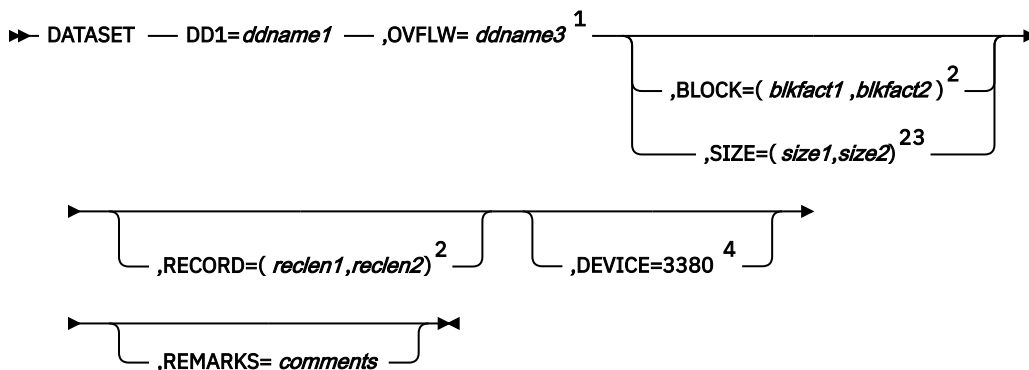 DATASET DD1=ddname1 ,OVFLW= ddname3 1
,BLOCK=( blkfact1 ,blkfact2 ) 2
,SIZE=( size1,size2) 23
,RECORD=( reclen1,reclen2) 2 ,DEVICE=3380 4
,REMARKS= comments